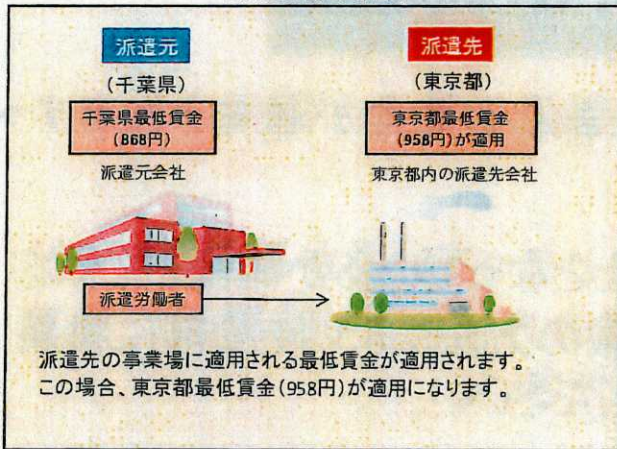 派遣元
派遣先
(千葉県)
(東京都)
千葉県最低賃金
(868円)
東京都最低賃金
(958円)が適用
派遣元会社
東京都内の派遣先会社
派遣労働者
派遣先の事業場に適用される最低賃金が適用されます。
この場合、東京都最低賃金(958円)が適用になります。